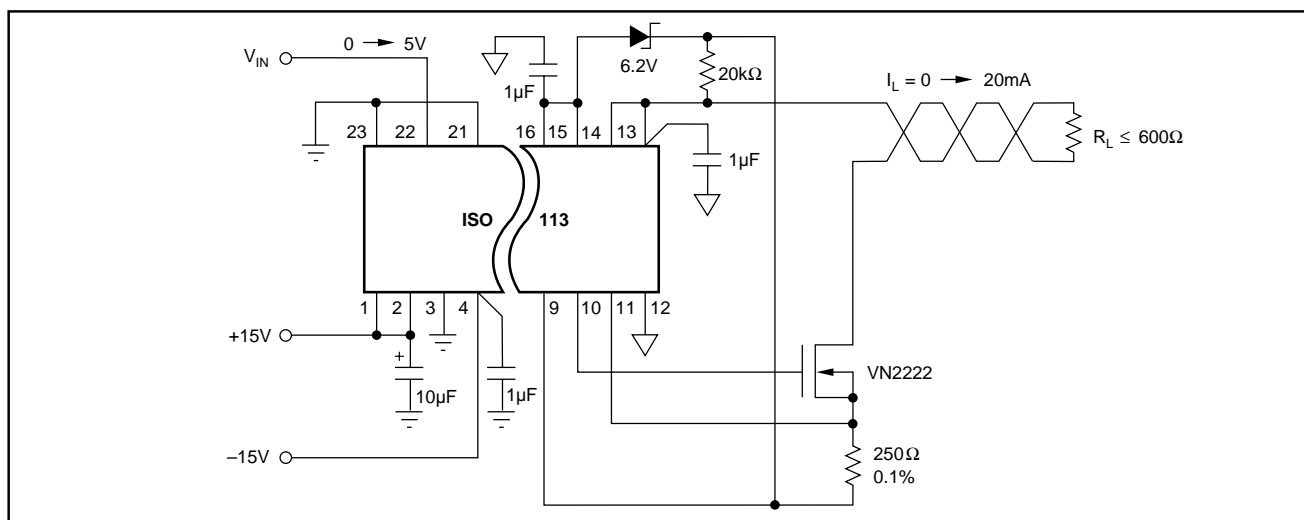 0 → 5V
V_IN
6.2V
20kΩ
1µF
I_L = 0 → 20mA
23 22 21
16 15 14 13
1µF
R_L ≤ 600Ω
ISO 113
1 2 3 4
9 10 11 12
+15V
+
10µF
1µF
VN2222
–15V
250Ω
0.1%